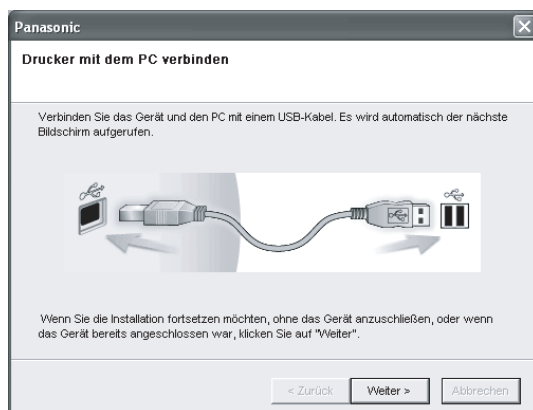 Panasonic
Drucker mit dem PC verbinden
Verbinden Sie das Gerät und den PC mit einem USB-Kabel. Es wird automatisch der nächste
Bildschirm aufgerufen.
Wenn Sie die Installation fortsetzen möchten, ohne das Gerät anzuschließen, oder wenn
das Gerät bereits angeschlossen war, klicken Sie auf "Weiter".
< Zurück Weiter > Abbrechen